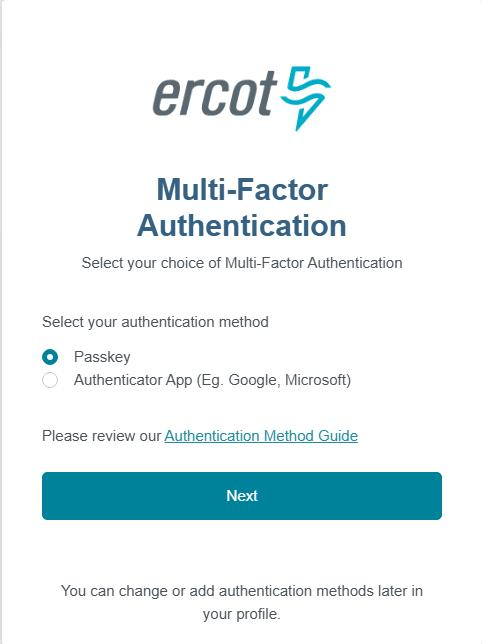 ercot
Multi-Factor
Authentication
Select your choice of Multi-Factor Authentication
Select your authentication method
Passkey
Authenticator App (Eg. Google, Microsoft)
Please review our Authentication Method Guide
Next
You can change or add authentication methods later in
your profile.